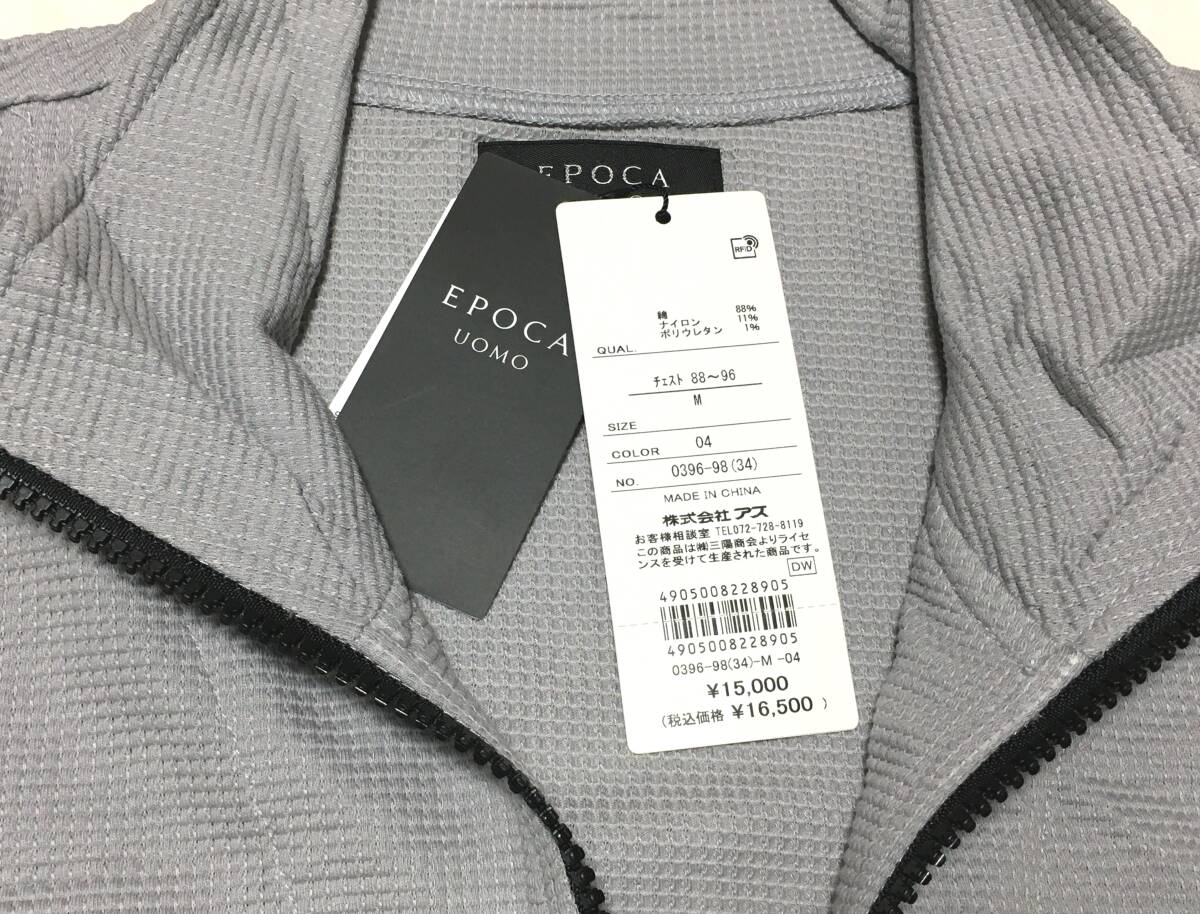 EPOCA
EPOCA
UOMO
RFID
綿 88%
ナイロン 11%
ポリウレタン 1%
QUAL.
チェスト 88～96
M
SIZE
COLOR 04
NO. 0396-98(34)
MADE IN CHINA
株式会社 アズ
お客様相談室 TEL072-728-8119
この商品は㈱三陽商会よりライセ
ンスを受けて生産された商品です。
DW
4905008228905
4905008228905
0396-98(34)-M -04
¥15,000
(税込価格 ¥16,500 )